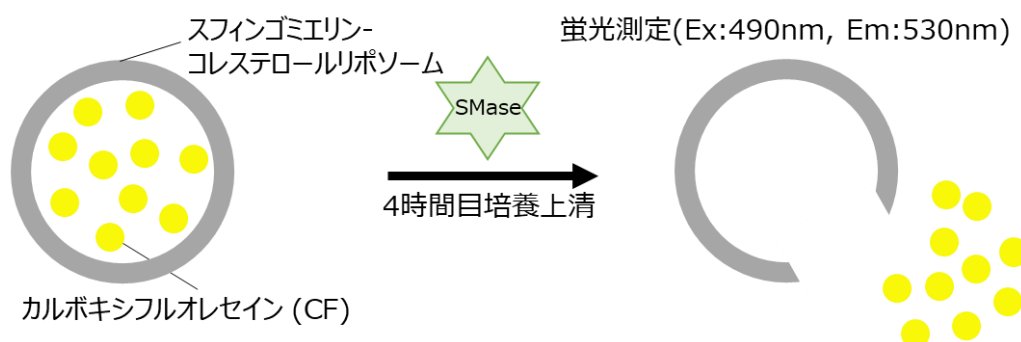 スフィンゴミエリン-
コレステロールリポソーム
蛍光測定(Ex:490nm, Em:530nm)
SMase
4時間目培養上清
カルボキシフルオレセイン (CF)